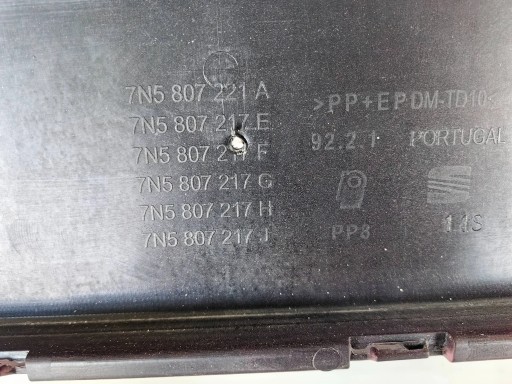 7N5 807 221 A
7N5 807 217 E
7N5 807 217 F
7N5 807 217 G
7N5 807 217 H
7N5 807 217 J
>PP+EPDM-TD10<
92.2.1 PORTUGAL
PP8